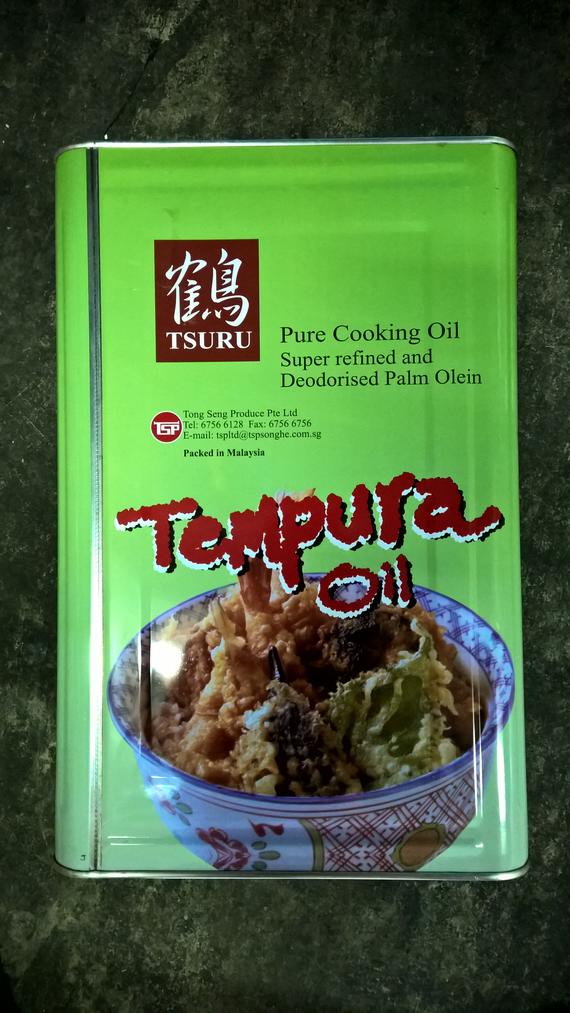 鶴
TSURU
Pure Cooking Oil
Super refined and
Deodorised Palm Olein
TSP
Tong Seng Produce Pte Ltd
Tel: 6756 6128 Fax: 6756 6756
E-mail: tspltd@tspsonghe.com.sg
Packed in Malaysia
Tempura
Oil